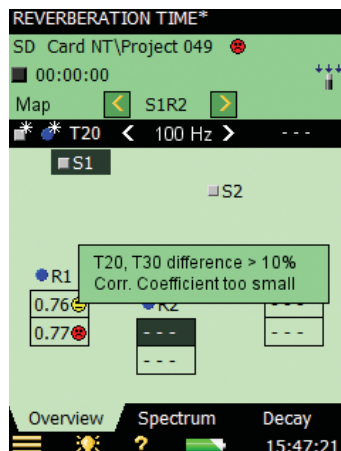 REVERBERATION TIME*
SD Card NT\Project 049
00:00:00
Map < S1R2 >
T20 < 100 Hz > ---
S1
S2
T20, T30 difference > 10%
Corr. Coefficient too small
R1
R2
0.76
---
0.77
---
---
---
Overview Spectrum Decay
? 15:47:21